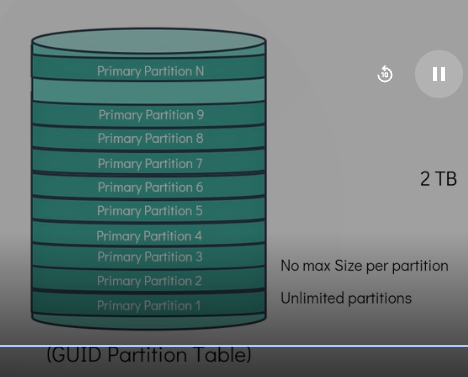 Primary Partition N
10
Primary Partition 9
Primary Partition 8
Primary Partition 7
Primary Partition 6
2 TB
Primary Partition 5
Primary Partition 4
Primary Partition 3
No max Size per partition
Primary Partition 2
Unlimited partitions
Primary Partition 1
(GUID Partition Table)